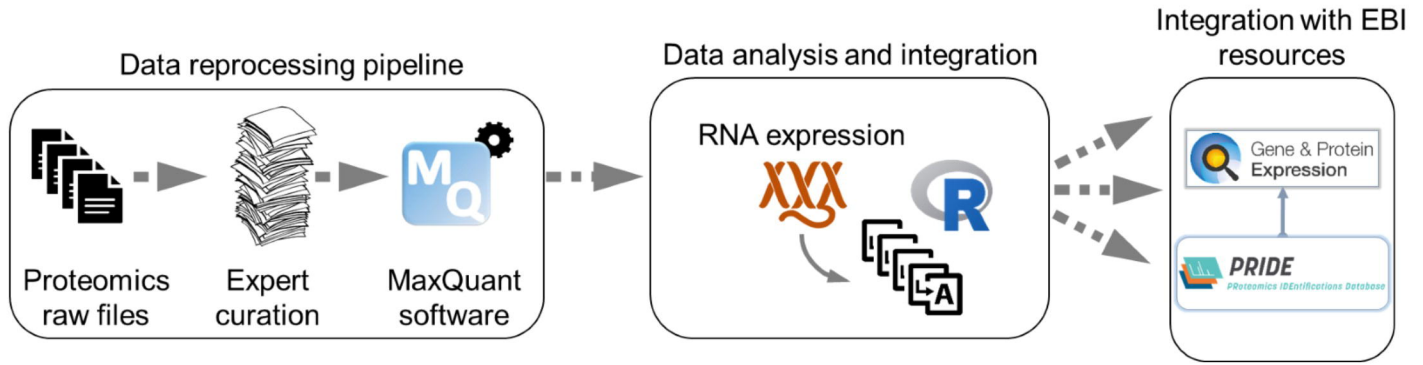 Data reprocessing pipeline
Proteomics
raw files
Expert
curation
MQ
MaxQuant
software
Data analysis and integration
RNA expression
R
A
Integration with EBI
resources
Gene & Protein
Expression
PRIDE
PRoteomics IDEntifications Database